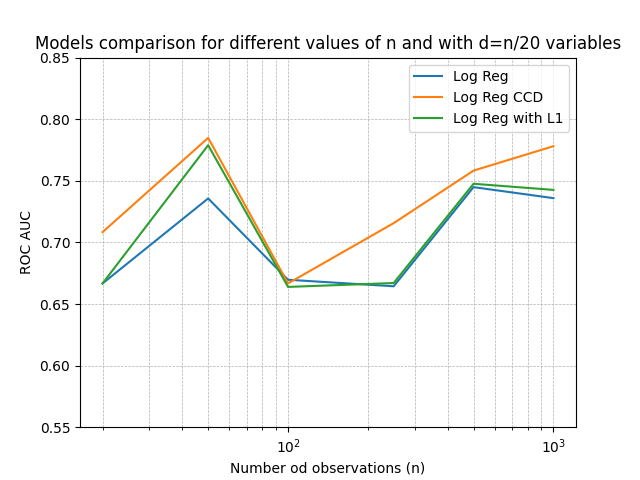 Models comparison for different values of n and with d=n/20 variables
0.85
0.80
0.75
0.70
0.65
0.60
0.55
ROC AUC
Log Reg
Log Reg CCD
Log Reg with L1
10²
10³
Number od observations (n)